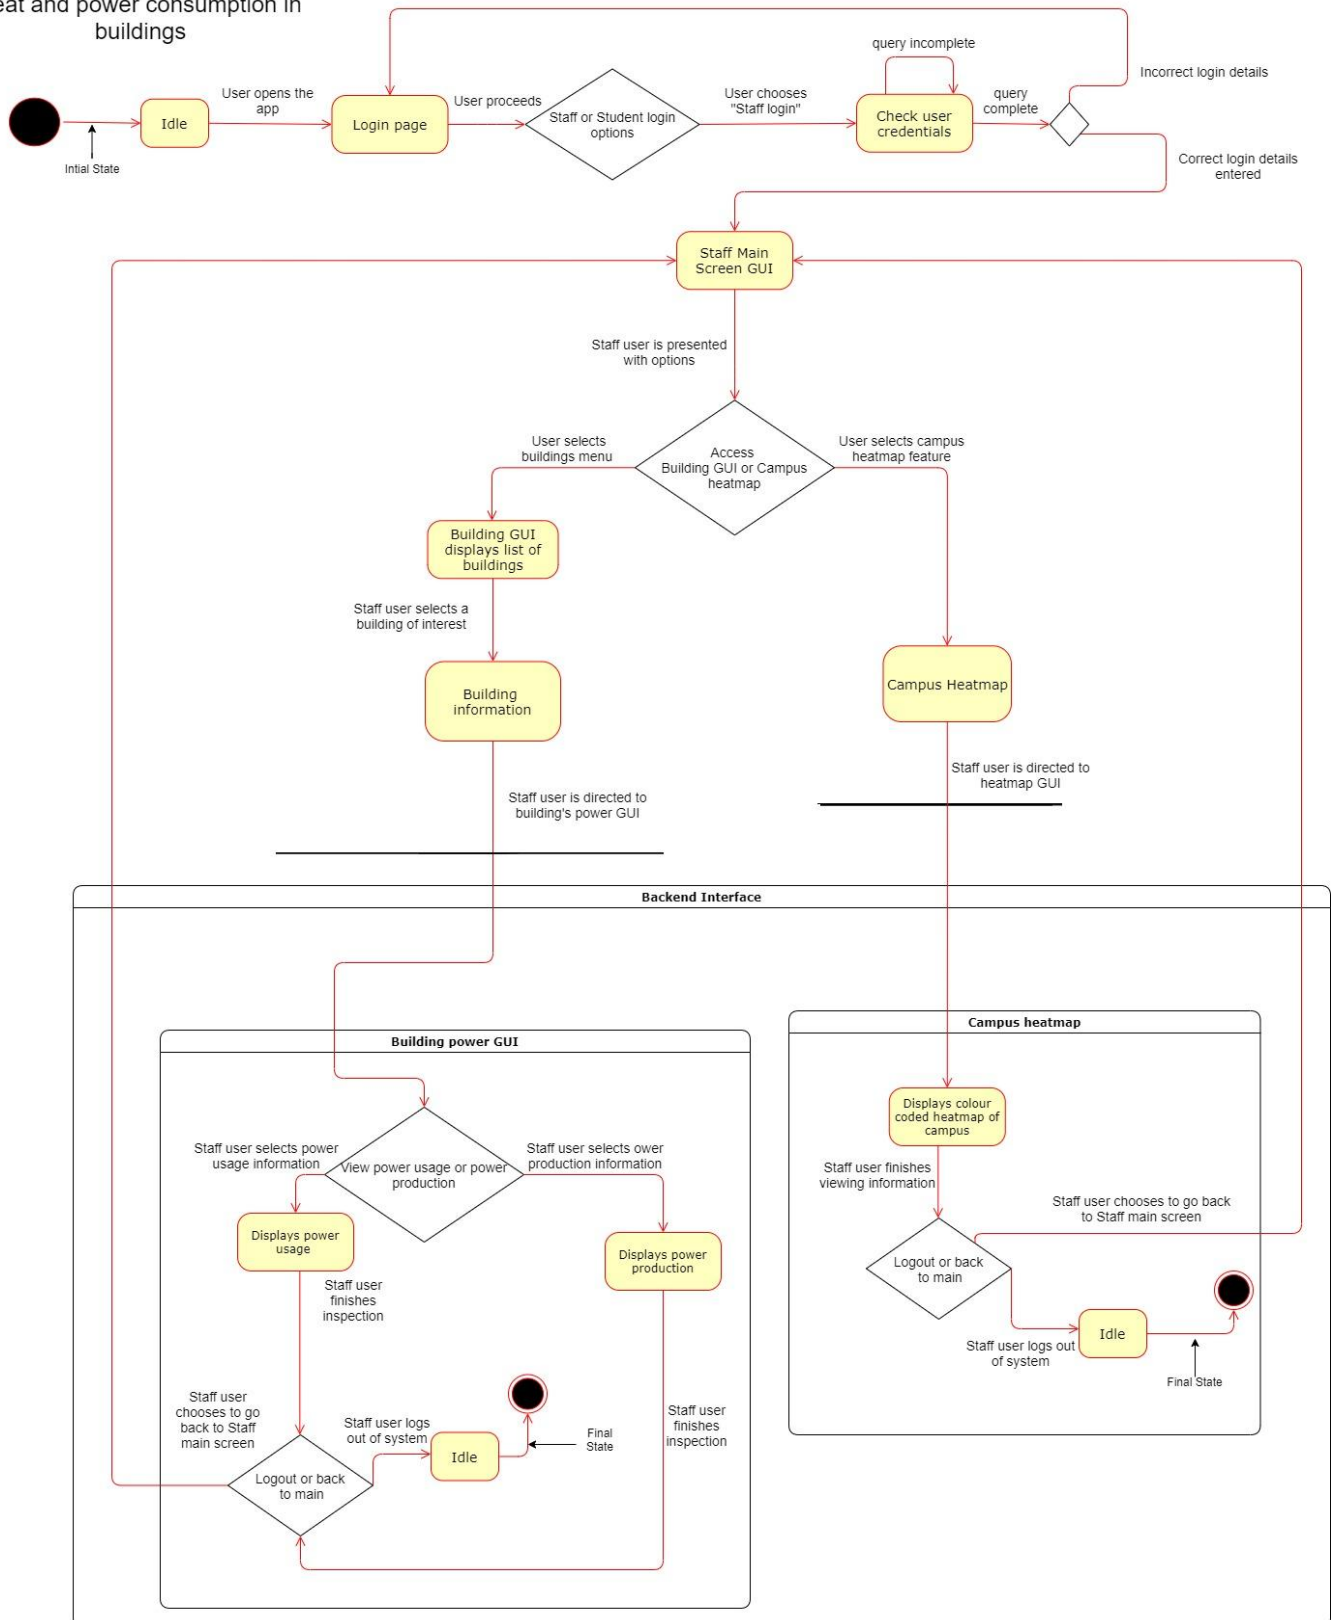 eat and power consumption in
buildings
query incomplete
Incorrect login details
User opens the
app
User proceeds
User chooses
"Staff login"
query
complete
Idle
Login page
Staff or Student login
options
Check user
credentials
Intial State
Correct login details
entered
Staff Main
Screen GUI
Staff user is presented
with options
User selects
buildings menu
Access
Building GUI or Campus
heatmap
User selects campus
heatmap feature
Building GUI
displays list of
buildings
Staff user selects a
building of interest
Building
information
Campus Heatmap
Staff user is directed to
building's power GUI
Staff user is directed to
heatmap GUI
Backend Interface
Building power GUI
Staff user selects power
usage information
View power usage or power
production
Staff user selects ower
production information
Displays power
usage
Displays power
production
Staff user
finishes
inspection
Staff user
chooses to go
back to Staff
main screen
Staff user logs
out of system
Idle
Final
State
Staff user
finishes
inspection
Logout or back
to main
Campus heatmap
Displays colour
coded heatmap of
campus
Staff user finishes
viewing information
Staff user chooses to go back
to Staff main screen
Logout or back
to main
Staff user logs out
of system
Idle
Final State